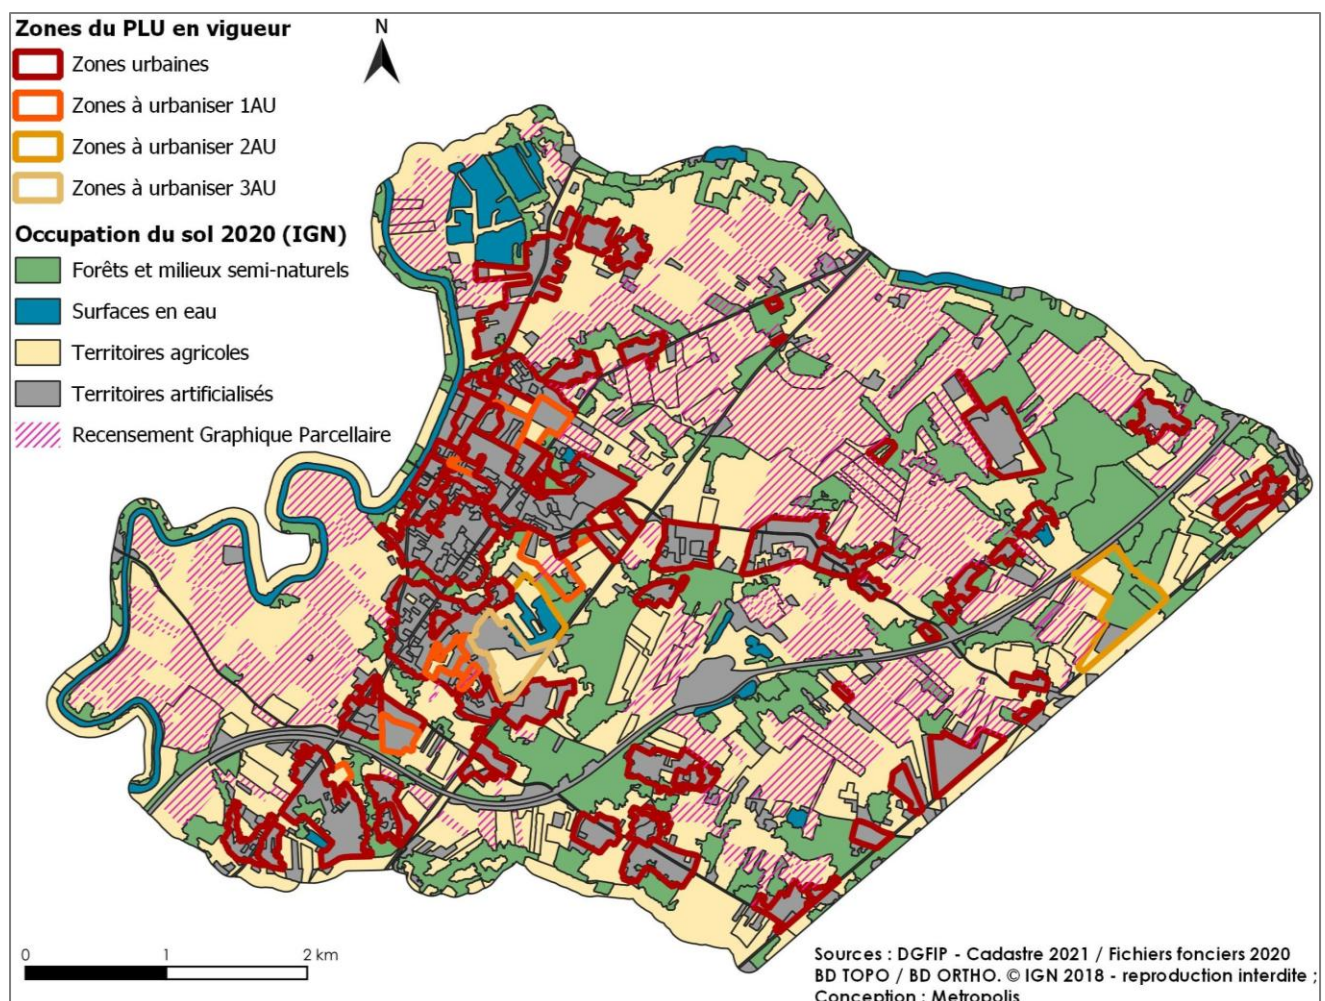 Zones du PLU en vigueur
Zones urbaines
Zones à urbaniser 1AU
Zones à urbaniser 2AU
Zones à urbaniser 3AU
Occupation du sol 2020 (IGN)
Forêts et milieux semi-naturels
Surfaces en eau
Territoires agricoles
Territoires artificialisés
Recensement Graphique Parcellaire
N
0 1 2 km
Sources : DGFIP - Cadastre 2021 / Fichiers fonciers 2020
BD TOPO / BD ORTHO. © IGN 2018 - reproduction interdite ;
Conception : Metropolis